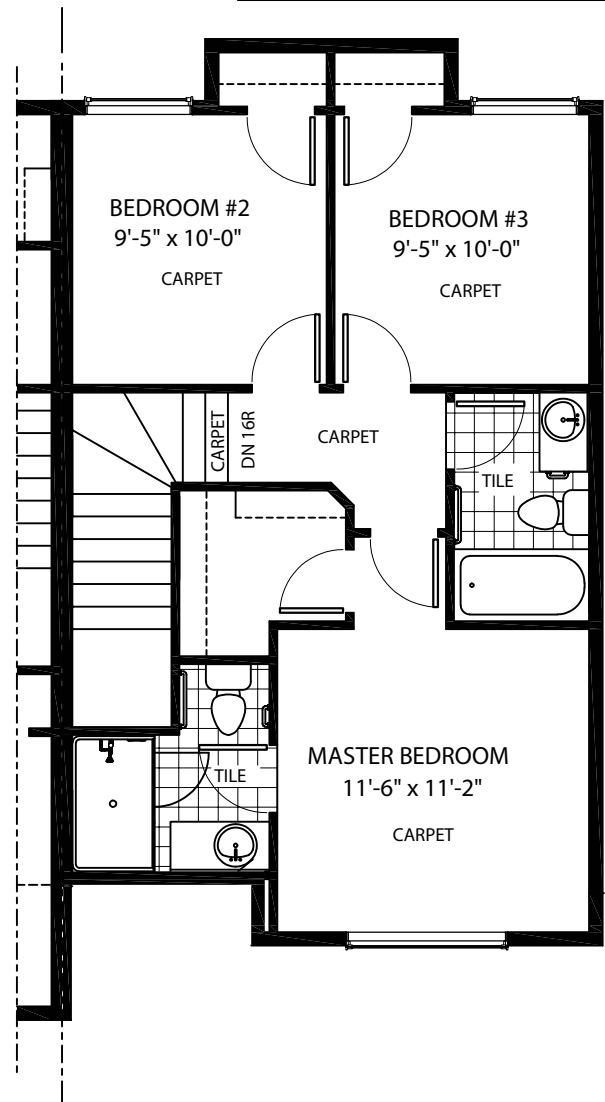 BEDROOM #2
9'-5" x 10'-0"
CARPET
BEDROOM #3
9'-5" x 10'-0"
CARPET
CARPET
DN 16R
CARPET
TILE
MASTER BEDROOM
11'-6" x 11'-2"
CARPET
TILE